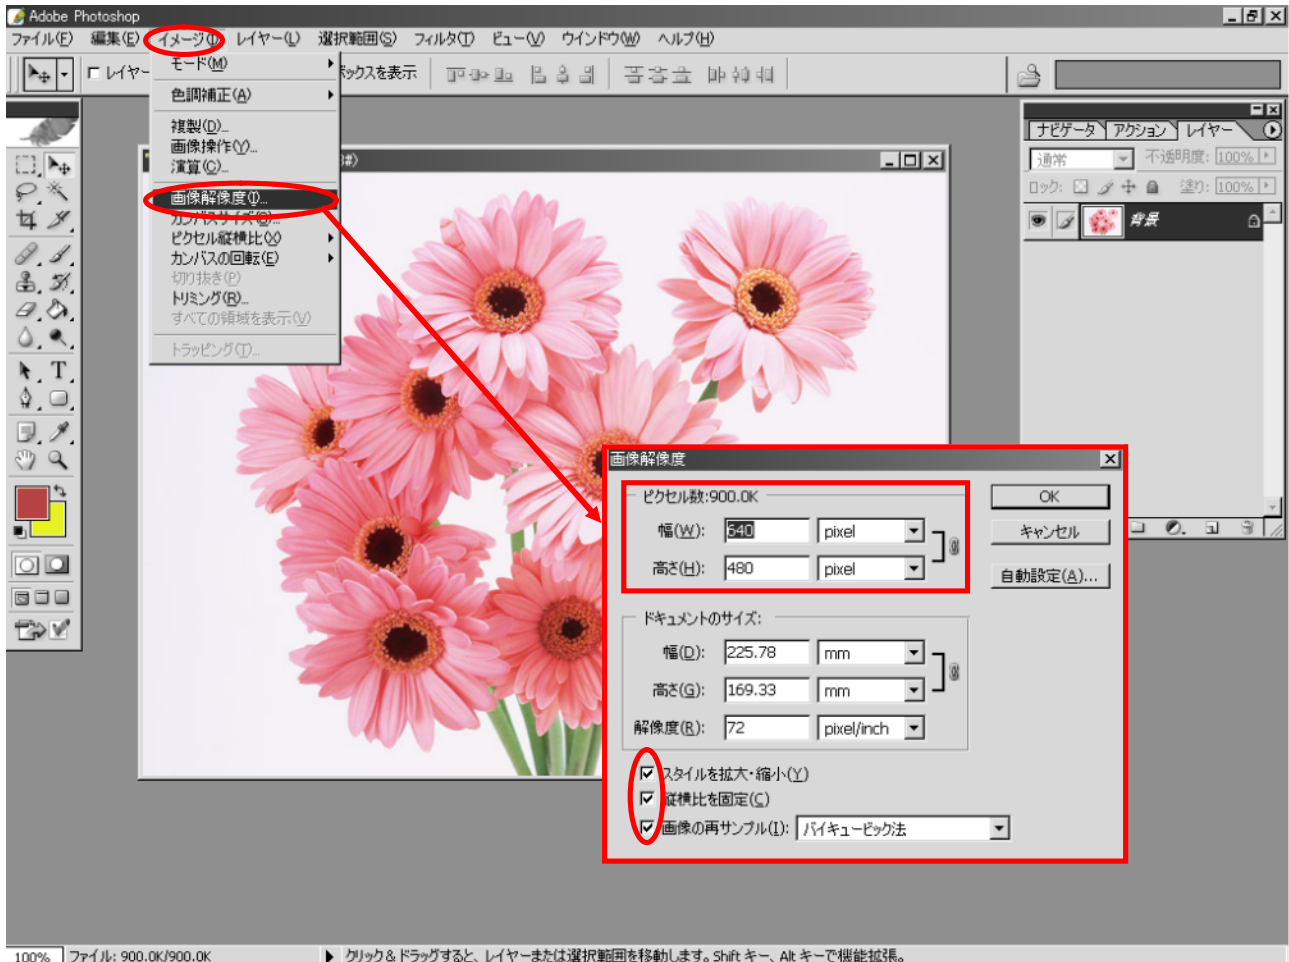 Adobe Photoshop
ファイル(F) 編集(E) イメージ(I) レイヤー(L) 選択範囲(S) フィルタ(T) ビュー(V) ウインドウ(W) ヘルプ(H)
レイヤー
ボックスを表示
モード(M)
色調補正(A)
複製(D)...
画像操作(Y)...
演算(C)...
画像解像度(I)...
カンバスサイズ(S)...
ピクセル縦横比(X)
カンバスの回転(E)
切り抜き(P)
トリミング(R)...
すべての領域を表示(V)
トラッピング(T)...
ナビゲータ アクション レイヤー
通常 不透明度: 100%
ロック: 塗り: 100%
背景
画像解像度
ピクセル数:900.0K
幅(W): 640 pixel
高さ(H): 480 pixel
OK
キャンセル
自動設定(A)...
ドキュメントのサイズ:
幅(D): 225.78 mm
高さ(G): 169.33 mm
解像度(R): 72 pixel/inch
スタイルを拡大・縮小(Y)
縦横比を固定(C)
画像の再サンプル(I): バイキュービック法
100% ファイル: 900.0K/900.0K クリック & ドラッグすると、レイヤーまたは選択範囲を移動します。Shift キー、Alt キーで機能拡張。